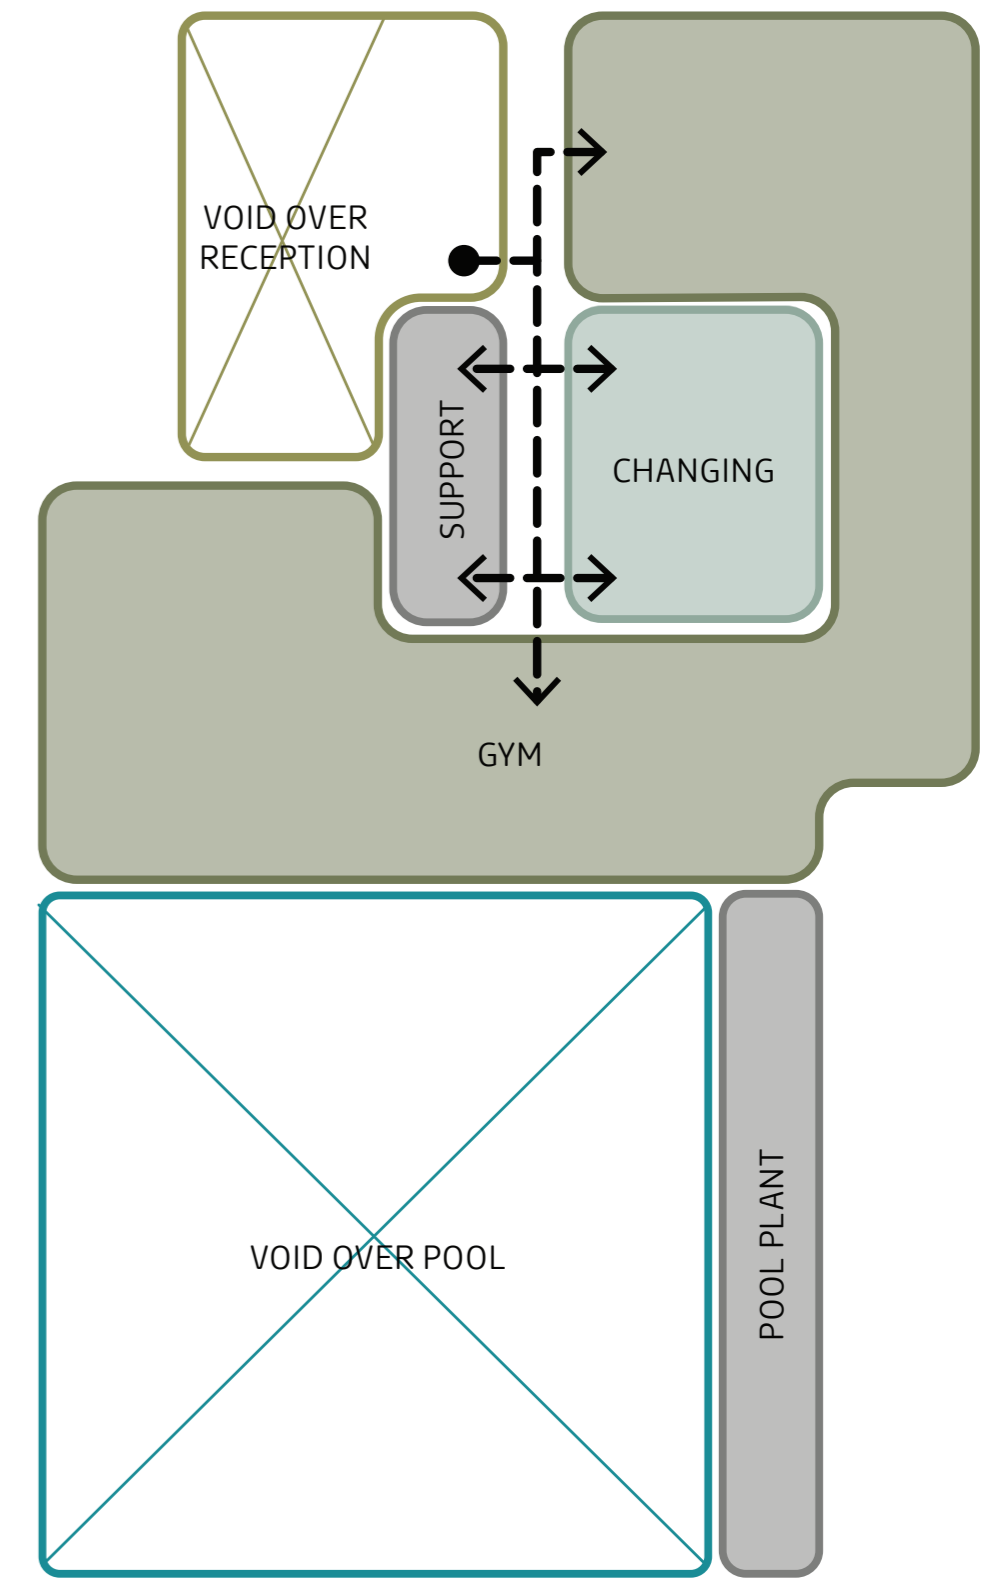 VOID OVER
RECEPTION
SUPPORT
CHANGING
GYM
VOID OVER POOL
POOL PLANT